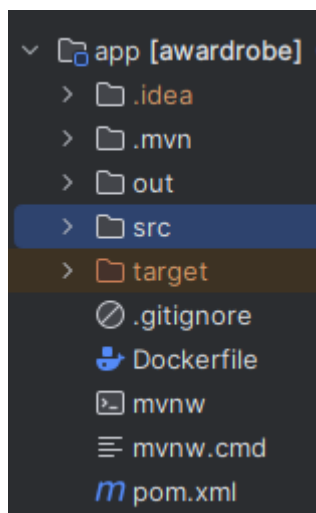 app [awardrobe]
.idea
.mvn
out
src
target
.gitignore
Dockerfile
mvnw
mvnw.cmd
m pom.xml